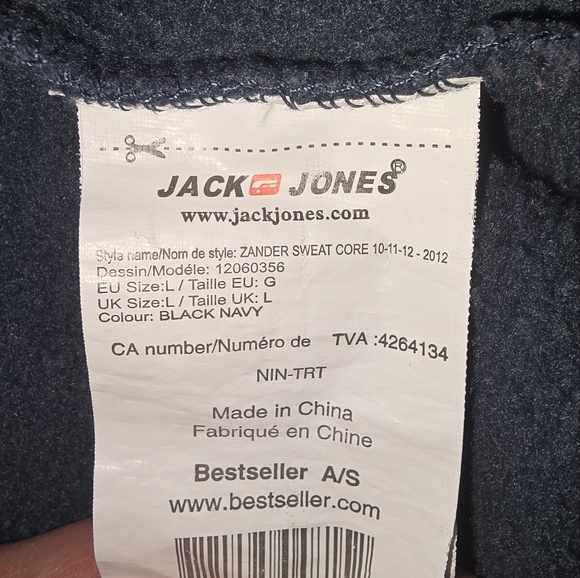 JACK JONES®
www.jackjones.com
Style name/Nom de style: ZANDER SWEAT CORE 10-11-12 - 2012
Dessin/Modéle: 12060356
EU Size:L / Taille EU: G
UK Size:L / Taille UK: L
Colour: BLACK NAVY
CA number/Numéro de TVA :4264134
NIN-TRT
Made in China
Fabriqué en Chine
Bestseller A/S
www.bestseller.com